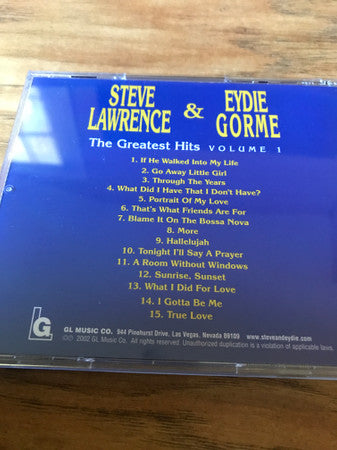 STEVE LAWRENCE & EYDIE GORME
The Greatest Hits VOLUME 1
1. If He Walked Into My Life
2. Go Away Little Girl
3. Through The Years
4. What Did I Have That I Don't Have?
5. Portrait Of My Love
6. That's What Friends Are For
7. Blame It On The Bossa Nova
8. More
9. Hallelujah
10. Tonight I'll Say A Prayer
11. A Room Without Windows
12. Sunrise, Sunset
13. What I Did For Love
14. I Gotta Be Me
15. True Love
GL
GL MUSIC CO. 944 Pinehurst Drive, Las Vegas, Nevada 89109 www.steveandeydie.com
©℗ 2002 GL Music Co. All rights reserved. Unauthorized duplication is a violation of applicable laws.